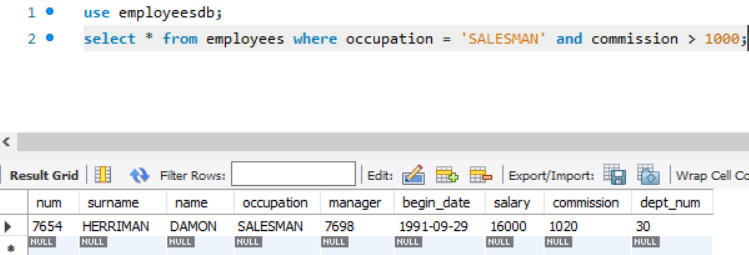 1 use employeesdb;
2 select * from employees where occupation = 'SALESMAN' and commission > 1000;
Result Grid Filter Rows: Edit: Export/Import: Wrap Cell Co
num surname name occupation manager begin_date salary commission dept_num
7654 HERRIMAN DAMON SALESMAN 7698 1991-09-29 16000 1020 30
NULL NULL NULL NULL NULL NULL NULL NULL NULL